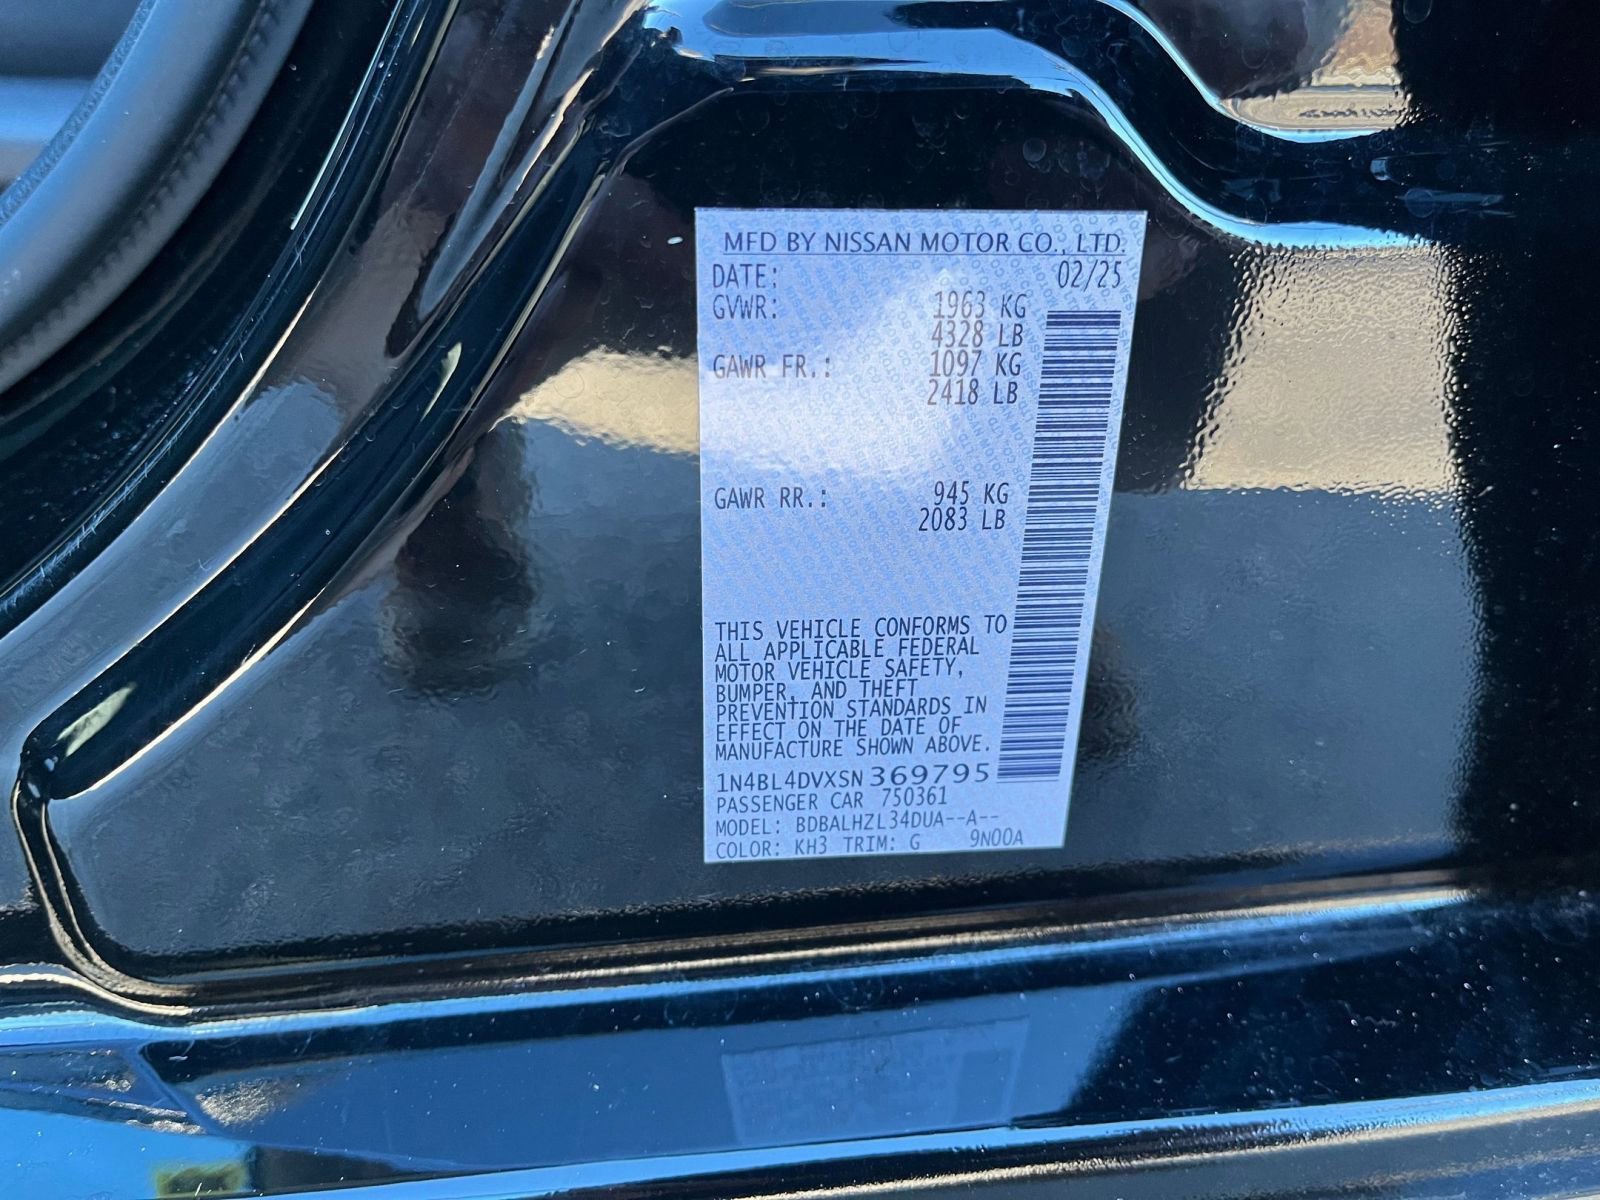 MFD BY NISSAN MOTOR CO., LTD.
DATE: 02/25
GVWR: 1963 KG
4328 LB
GAWR FR.: 1097 KG
2418 LB
GAWR RR.: 945 KG
2083 LB
THIS VEHICLE CONFORMS TO
ALL APPLICABLE FEDERAL
MOTOR VEHICLE SAFETY,
BUMPER, AND THEFT
PREVENTION STANDARDS IN
EFFECT ON THE DATE OF
MANUFACTURE SHOWN ABOVE.
1N4BL4DVXSN369795
PASSENGER CAR 750361
MODEL: BDBALHZL34DUA--A--
COLOR: KH3 TRIM: G 9N00A